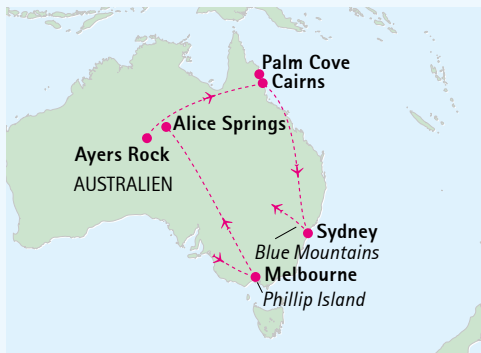 Palm Cove
Cairns
Alice Springs
Ayers Rock
AUSTRALIEN
Sydney
Blue Mountains
Melbourne
Phillip Island